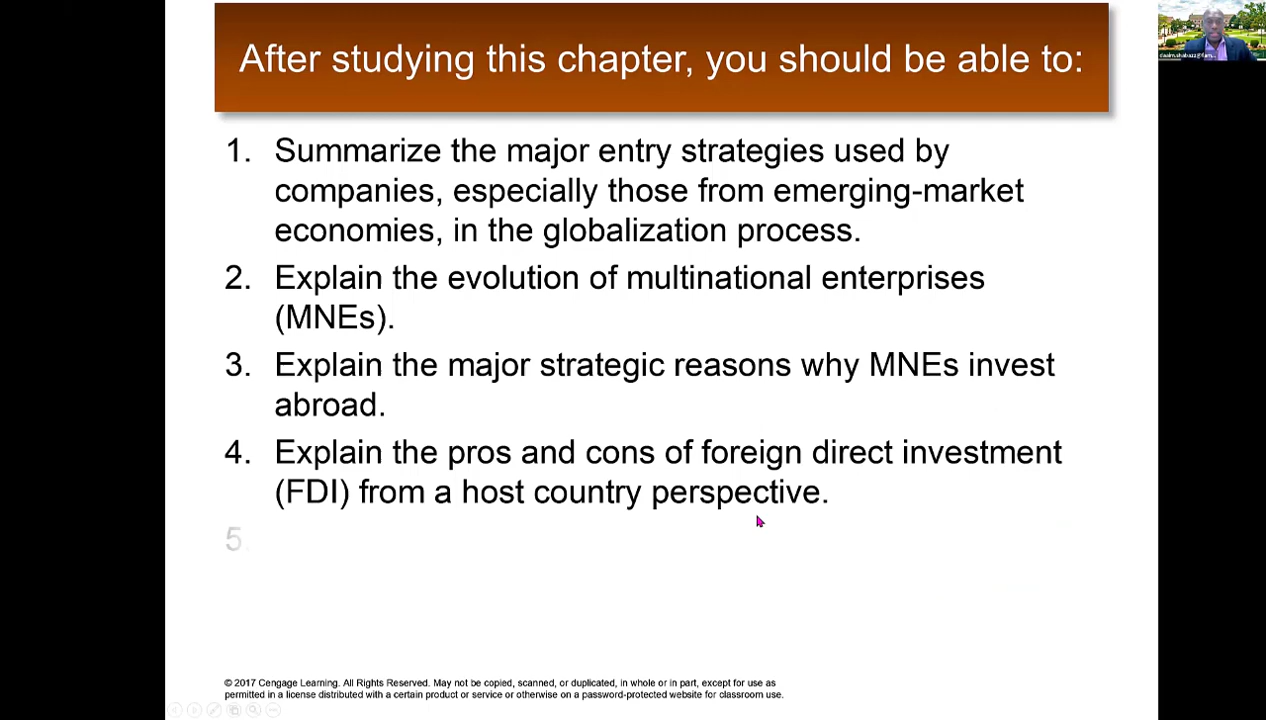 After studying this chapter, you should be able to:
1. Summarize the major entry strategies used by
companies, especially those from emerging-market
economies, in the globalization process.
2. Explain the evolution of multinational enterprises
(MNEs).
3. Explain the major strategic reasons why MNEs invest
abroad.
4. Explain the pros and cons of foreign direct investment
(FDI) from a host country perspective.
5.
© 2017 Cengage Learning. All Rights Reserved. May not be copied, scanned, or duplicated, in whole or in part, except for use as
permitted in a license distributed with a certain product or service or otherwise on a password-protected website for classroom use.